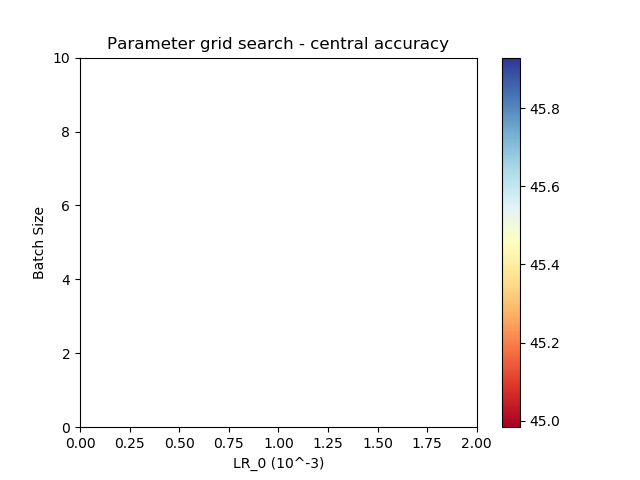 Parameter grid search - central accuracy
10
8
6
4
2
0
Batch Size
0.00 0.25 0.50 0.75 1.00 1.25 1.50 1.75 2.00
LR_0 (10^-3)
45.8
45.6
45.4
45.2
45.0